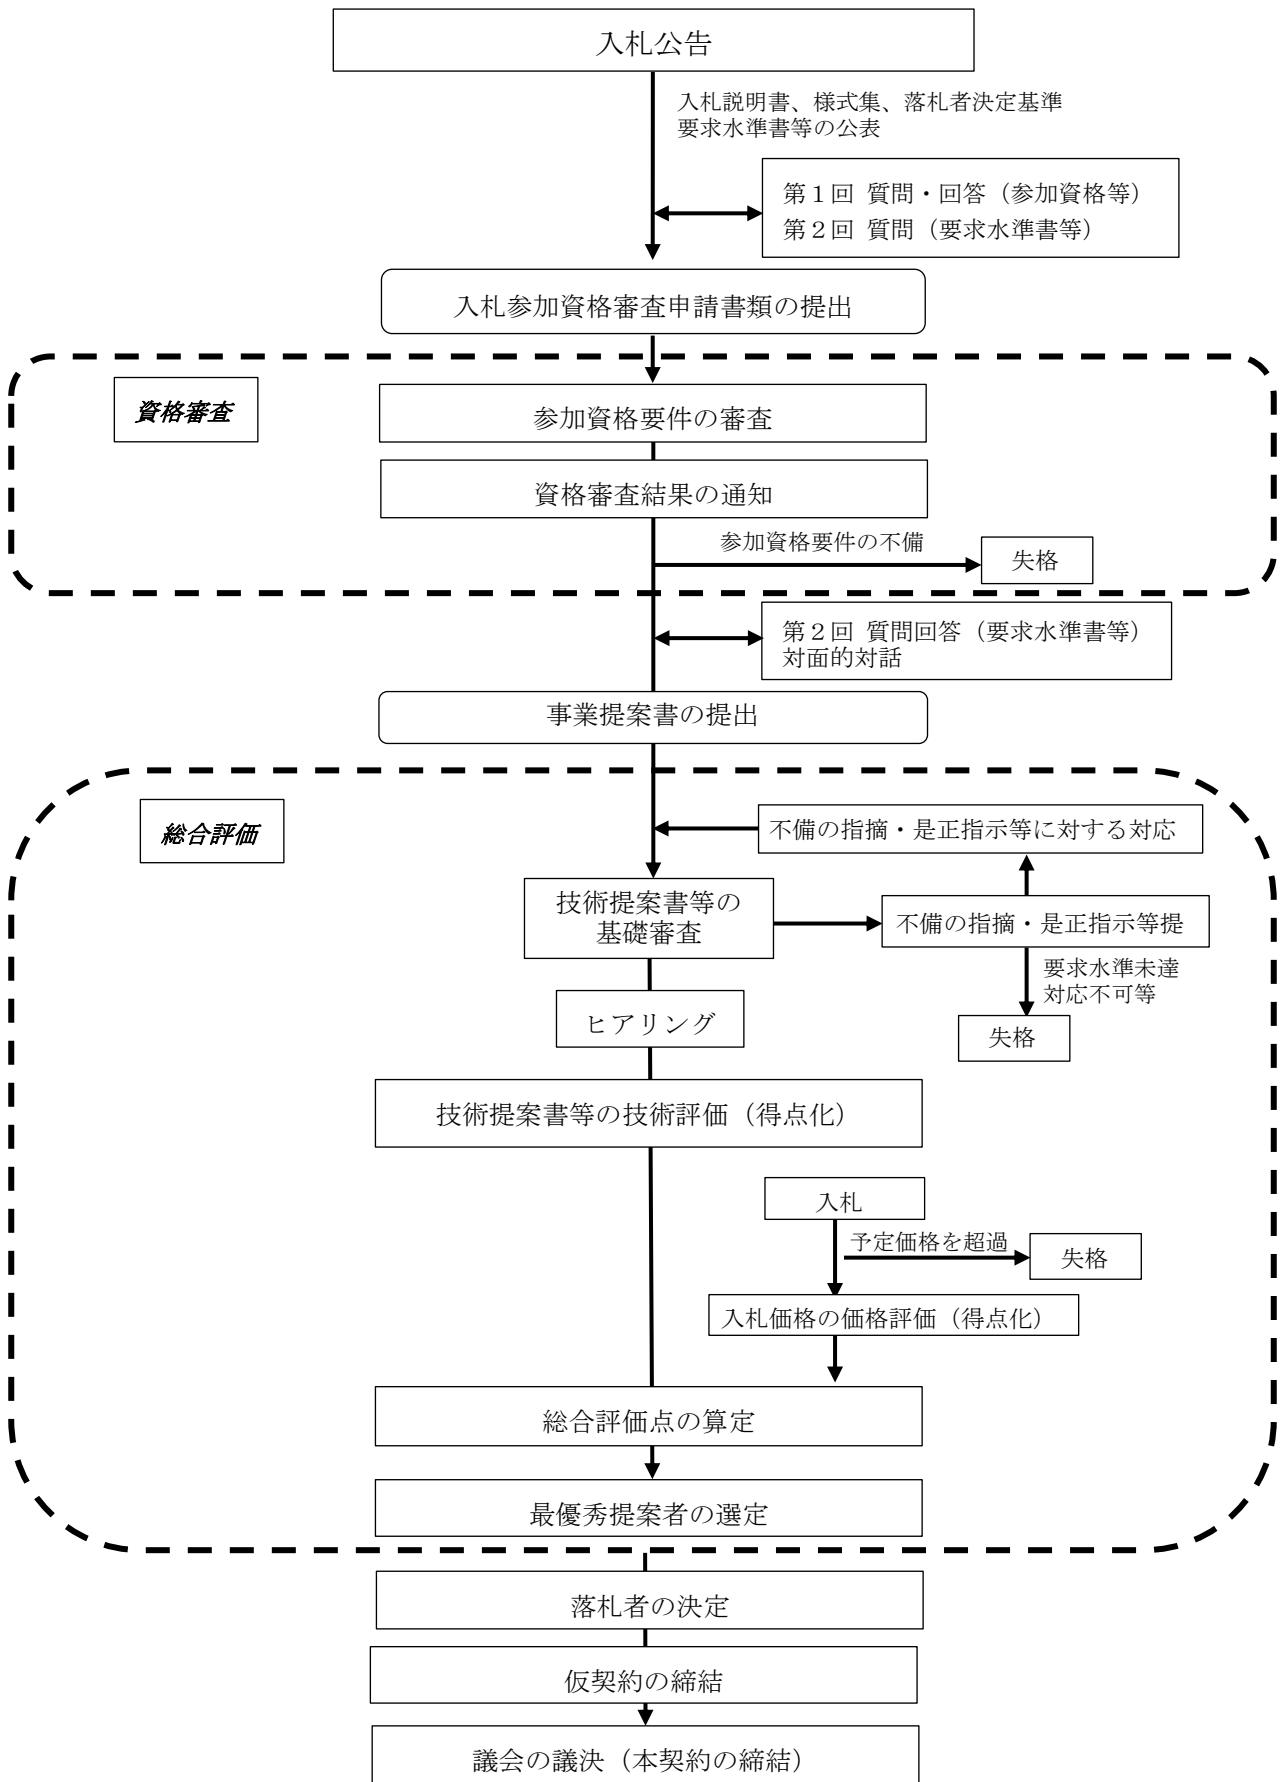 入札公告
入札説明書、様式集、落札者決定基準
要求水準書等の公表
第１回 質問・回答（参加資格等）
第２回 質問（要求水準書等）
入札参加資格審査申請書類の提出
資格審査
参加資格要件の審査
資格審査結果の通知
参加資格要件の不備
失格
第２回 質問回答（要求水準書等）
対面的対話
事業提案書の提出
総合評価
不備の指摘・是正指示等に対する対応
技術提案書等の
基礎審査
不備の指摘・是正指示等提
要求水準未達
対応不可等
ヒアリング
失格
技術提案書等の技術評価（得点化）
入札
予定価格を超過
失格
入札価格の価格評価（得点化）
総合評価点の算定
最優秀提案者の選定
落札者の決定
仮契約の締結
議会の議決（本契約の締結）